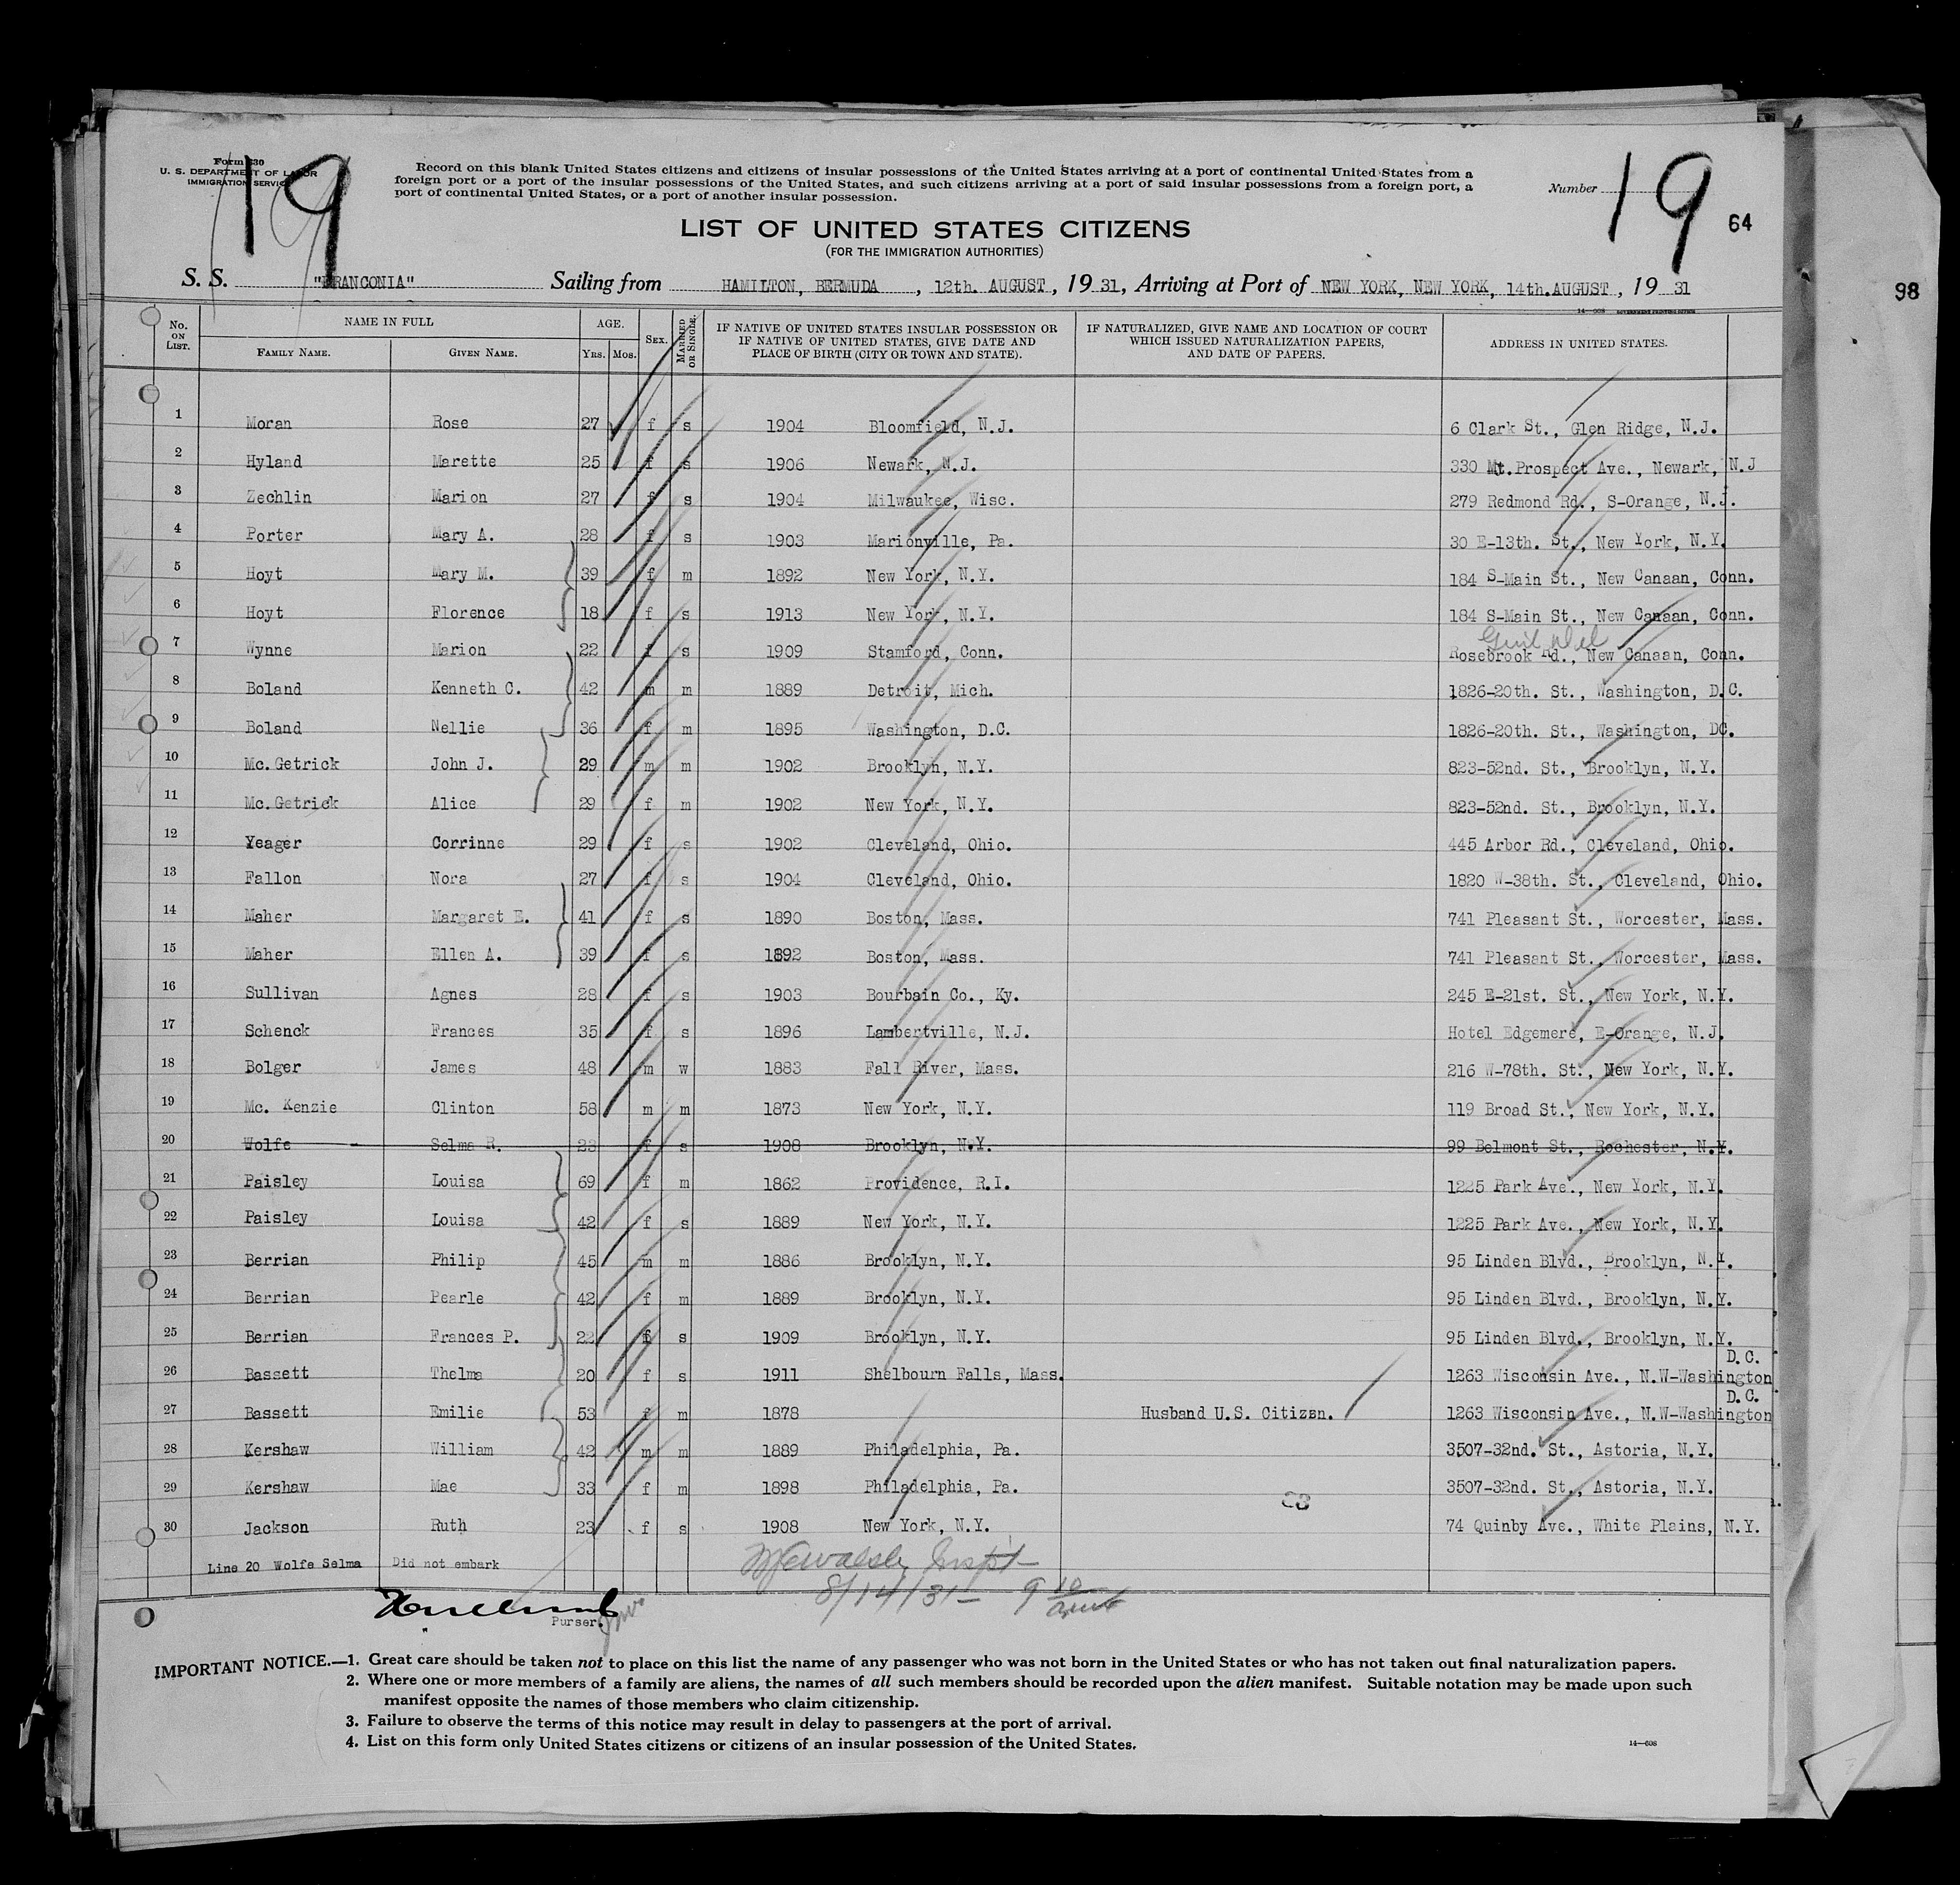 Form 630
U. S. DEPARTMENT OF LABOR
IMMIGRATION SERVICE
19
Record on this blank United States citizens and citizens of insular possessions of the United States arriving at a port of continental United States from a
foreign port or a port of the insular possessions of the United States, and such citizens arriving at a port of said insular possessions from a foreign port, a
port of continental United States, or a port of another insular possession.
Number 19
64
LIST OF UNITED STATES CITIZENS
(FOR THE IMMIGRATION AUTHORITIES)
S. S. "FRANCONIA" Sailing from HAMILTON, BERMUDA , 12th. AUGUST , 19 31, Arriving at Port of NEW YORK, NEW YORK, 14th.AUGUST , 19 31
98
No. ON LIST. NAME IN FULL FAMILY NAME. GIVEN NAME. AGE. YRS. MOS. SEX. MARRIED OR SINGLE. IF NATIVE OF UNITED STATES INSULAR POSSESSION OR IF NATIVE OF UNITED STATES, GIVE DATE AND PLACE OF BIRTH (CITY OR TOWN AND STATE). IF NATURALIZED, GIVE NAME AND LOCATION OF COURT WHICH ISSUED NATURALIZATION PAPERS, AND DATE OF PAPERS. ADDRESS IN UNITED STATES.
1 Moran Rose 27 f s 1904 Bloomfield, N.J. 6 Clark St., Glen Ridge, N.J.
2 Hyland Marette 25 f s 1906 Newark, N.J. 330 Mt.Prospect Ave., Newark, N.J
3 Zechlin Marion 27 f s 1904 Milwaukee, Wisc. 279 Redmond Rd., S-Orange, N.J.
4 Porter Mary A. 28 f s 1903 Marionville, Pa. 30 E-13th. St., New York, N.Y.
5 Hoyt Mary M. 39 f m 1892 New York, N.Y. 184 S-Main St., New Canaan, Conn.
6 Hoyt Florence 18 f s 1913 New York, N.Y. 184 S-Main St., New Canaan, Conn.
7 Wynne Marion 22 f s 1909 Stamford, Conn. Rosebrook Rd., New Canaan, Conn.
8 Boland Kenneth C. 42 m m 1889 Detroit, Mich. 1826-20th. St., Washington, D.C.
9 Boland Nellie 36 f m 1895 Washington, D.C. 1826-20th. St., Washington, DC.
10 Mc.Getrick John J. 29 m m 1902 Brooklyn, N.Y. 823-52nd. St., Brooklyn, N.Y.
11 Mc.Getrick Alice 29 f m 1902 New York, N.Y. 823-52nd. St., Brooklyn, N.Y.
12 Yeager Corrinne 29 f s 1902 Cleveland, Ohio. 445 Arbor Rd., Cleveland, Ohio.
13 Fallon Nora 27 f s 1904 Cleveland, Ohio. 1820 W-38th. St., Cleveland, Ohio.
14 Maher Margaret E. 41 f s 1890 Boston, Mass. 741 Pleasant St., Worcester, Mass.
15 Maher Ellen A. 39 f s 1892 Boston, Mass. 741 Pleasant St., Worcester, Mass.
16 Sullivan Agnes 28 f s 1903 Bourbain Co., Ky. 245 E-21st. St., New York, N.Y.
17 Schenck Frances 35 f s 1896 Lambertville, N.J. Hotel Edgemere, E-Orange, N.J.
18 Bolger James 48 m w 1883 Fall River, Mass. 216 W-78th. St., New York, N.Y.
19 Mc. Kenzie Clinton 58 m m 1873 New York, N.Y. 119 Broad St., New York, N.Y.
20 Wolfe Selma R. 23 f s 1908 Brooklyn, N.Y. 99 Belmont St., Rochester, N.Y.
21 Paisley Louisa 69 f m 1862 Providence, R.I. 1225 Park Ave., New York, N.Y.
22 Paisley Louisa 42 f s 1889 New York, N.Y. 1225 Park Ave., New York, N.Y.
23 Berrian Philip 45 m m 1886 Brooklyn, N.Y. 95 Linden Blvd., Brooklyn, N.Y.
24 Berrian Pearle 42 f m 1889 Brooklyn, N.Y. 95 Linden Blvd., Brooklyn, N.Y.
25 Berrian Frances P. 22 f s 1909 Brooklyn, N.Y. 95 Linden Blvd., Brooklyn, N.Y.
26 Bassett Thelma 20 f s 1911 Shelbourn Falls, Mass. 1263 Wisconsin Ave., N.W-Washington D.C.
27 Bassett Emilie 53 f m 1878 Husband U.S. Citizen. 1263 Wisconsin Ave., N.W-Washington D.C.
28 Kershaw William 42 m m 1889 Philadelphia, Pa. 3507-32nd. St., Astoria, N.Y.
29 Kershaw Mae 33 f m 1898 Philadelphia, Pa. 3507-32nd. St., Astoria, N.Y.
30 Jackson Ruth 23 f s 1908 New York, N.Y. 74 Quinby Ave., White Plains, N.Y.
Line 20 Wolfe Selma Did not embark
8/14/31 - 9 10
Purser.
IMPORTANT NOTICE.—1. Great care should be taken not to place on this list the name of any passenger who was not born in the United States or who has not taken out final naturalization papers.
2. Where one or more members of a family are aliens, the names of all such members should be recorded upon the alien manifest. Suitable notation may be made upon such
manifest opposite the names of those members who claim citizenship.
3. Failure to observe the terms of this notice may result in delay to passengers at the port of arrival.
4. List on this form only United States citizens or citizens of an insular possession of the United States.
14—608